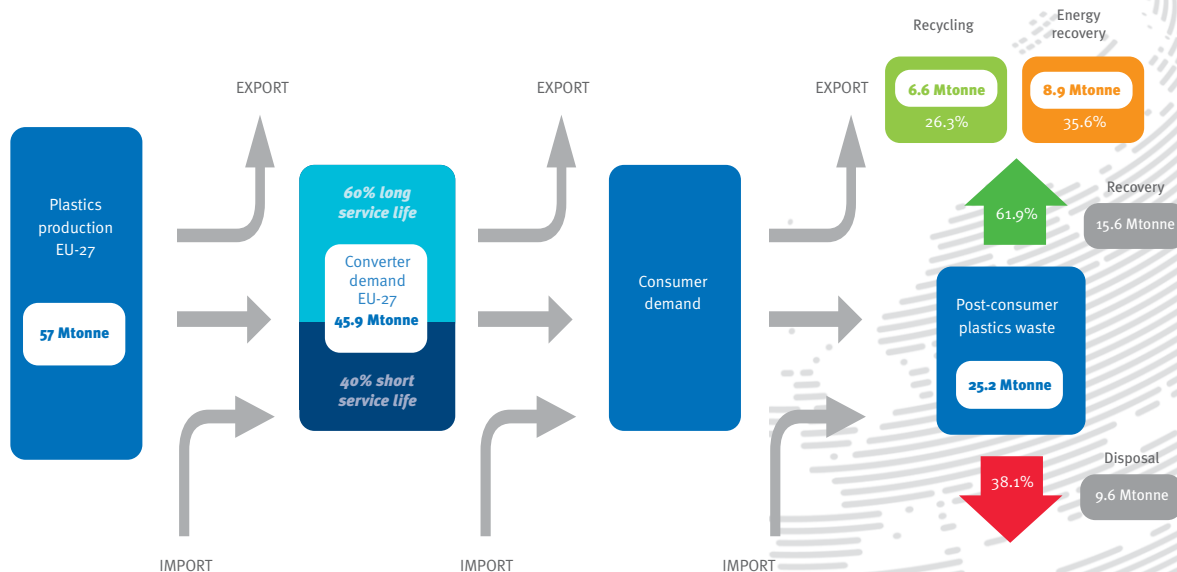 Recycling
Energy
recovery
6.6 Mtonne
26.3%
8.9 Mtonne
35.6%
EXPORT
EXPORT
EXPORT
Plastics
production
EU-27
57 Mtonne
60% long
service life
Converter
demand
EU-27
45.9 Mtonne
40% short
service life
Consumer
demand
61.9%
Recovery
15.6 Mtonne
Post-consumer
plastics waste
25.2 Mtonne
38.1%
Disposal
9.6 Mtonne
IMPORT
IMPORT
IMPORT